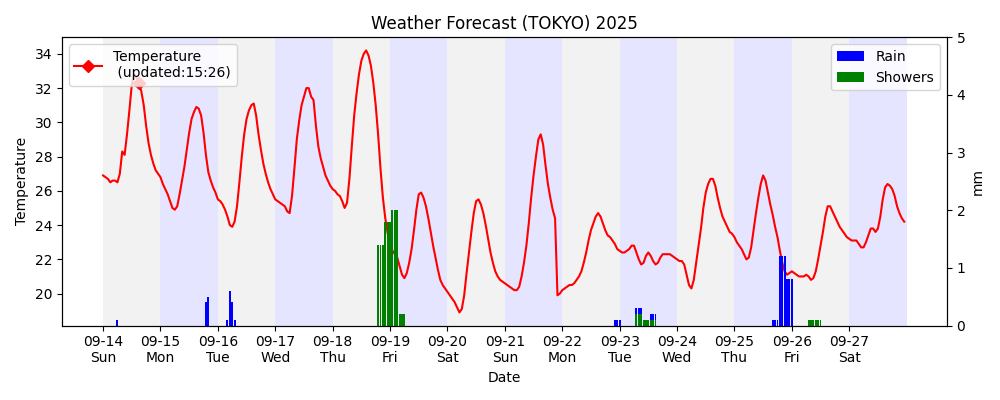 Weather Forecast (TOKYO) 2025
Temperature
(updated:15:26)
Rain
Showers
34
32
30
28
26
24
22
20
Temperature
5
4
3
2
1
0
mm
09-14 09-15 09-16 09-17 09-18 09-19 09-20 09-21 09-22 09-23 09-24 09-25 09-26 09-27
Sun Mon Tue Wed Thu Fri Sat Sun Mon Tue Wed Thu Fri Sat
Date